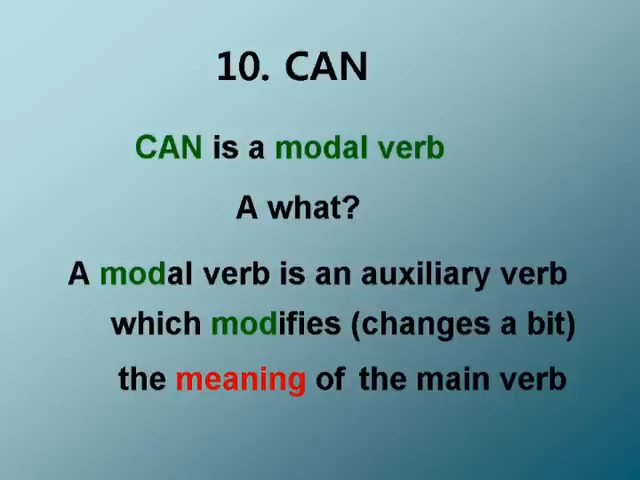 10. CAN
CAN is a modal verb
A what?
A modal verb is an auxiliary verb
which modifies (changes a bit)
the meaning of the main verb